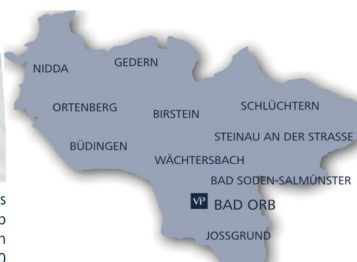 GEDERN
NIDDA
ORTENBERG
BIRSTEIN
SCHLÜCHTERN
STEINAU AN DER STRASSE
BÜDINGEN
WÄCHTERSBACH
BAD SODEN-SALMÜNSTER
VP BAD ORB
JOSSGRUND